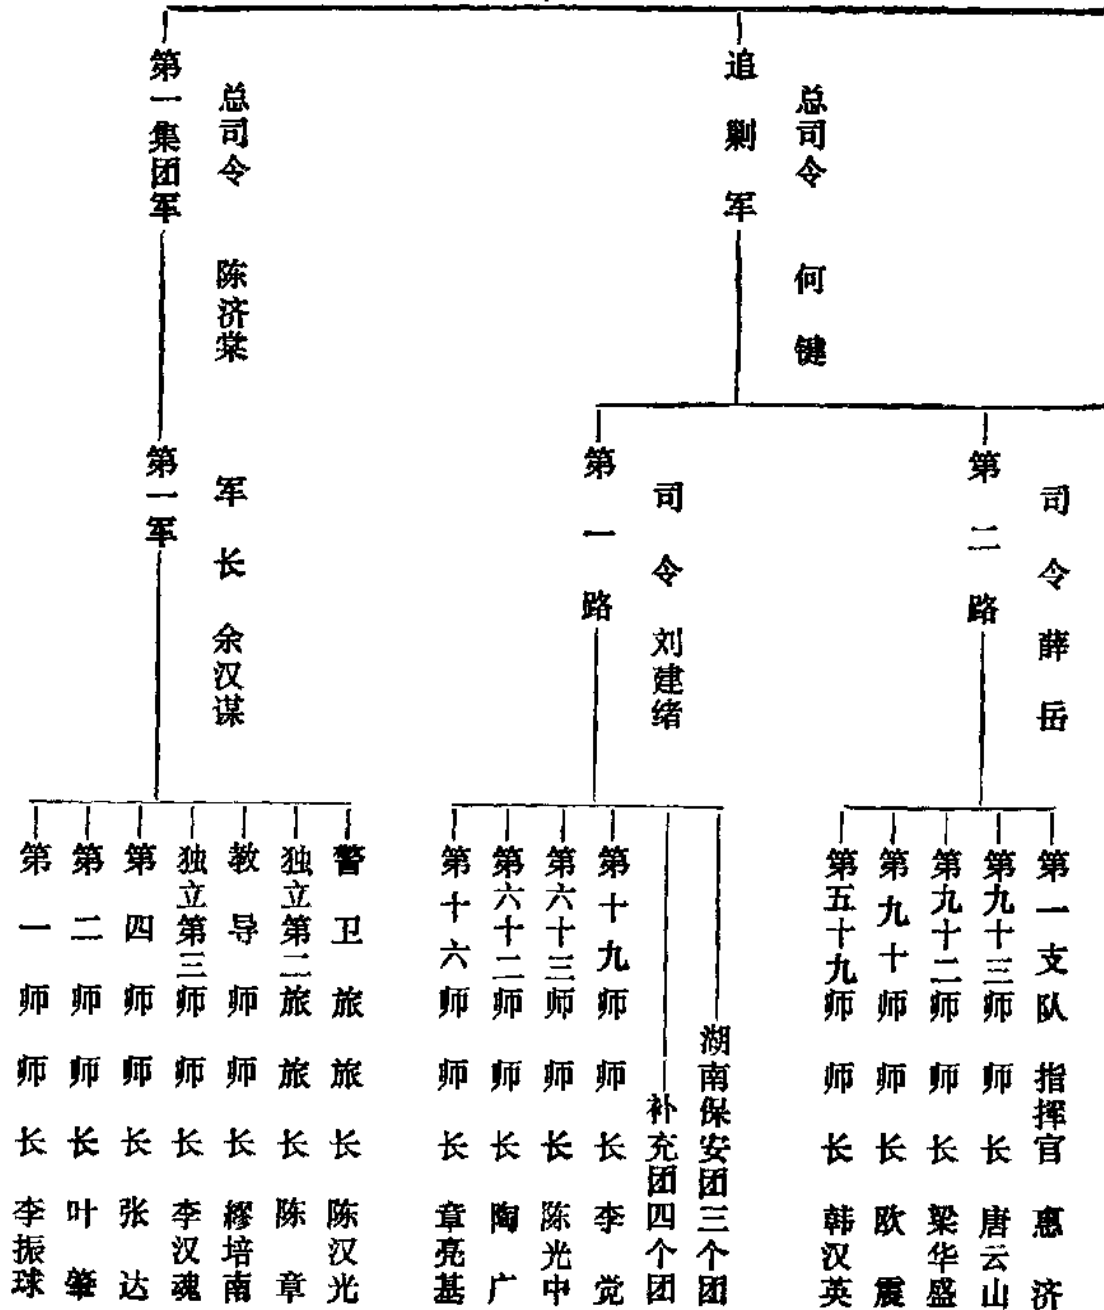 第一集团军
总司令 陈济棠
追剿军
总司令 何键
第一军
军长 余汉谋
第一路
司令 刘建绪
第二路
司令 薛岳
第一师师长 李振球
第二师师长 叶肇
第四师师长 张达
独立第三师师长 李汉魂
教导师师长 缪培南
独立第二旅旅长 陈章
警卫旅旅长 陈汉光
第十六师师长 章亮基
第六十二师师长 陶广
第六十三师师长 陈光中
第十九师师长 李觉
补充团四个团
湖南保安团三个团
第五十九师师长 韩汉英
第九十师师长 欧震
第九十二师师长 梁华盛
第九十三师师长 唐云山
第一支队指挥官 惠济